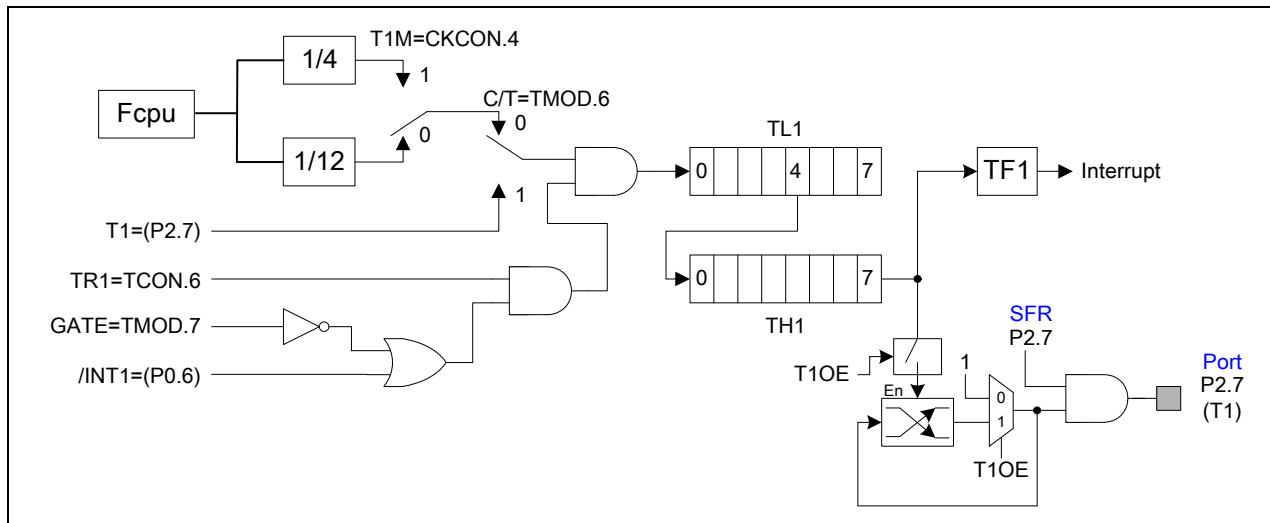 T1M=CKCON.4
1/4
1
C/T=TMOD.6
Fcpu
0
0
TL1
1/12
0 4 7
TF1
Interrupt
1
T1=(P2.7)
TR1=TCON.6
0 7
GATE=TMOD.7
TH1
SFR
P2.7
Port
P2.7
(T1)
/INT1=(P0.6)
T1OE
1
En
0
1
T1OE